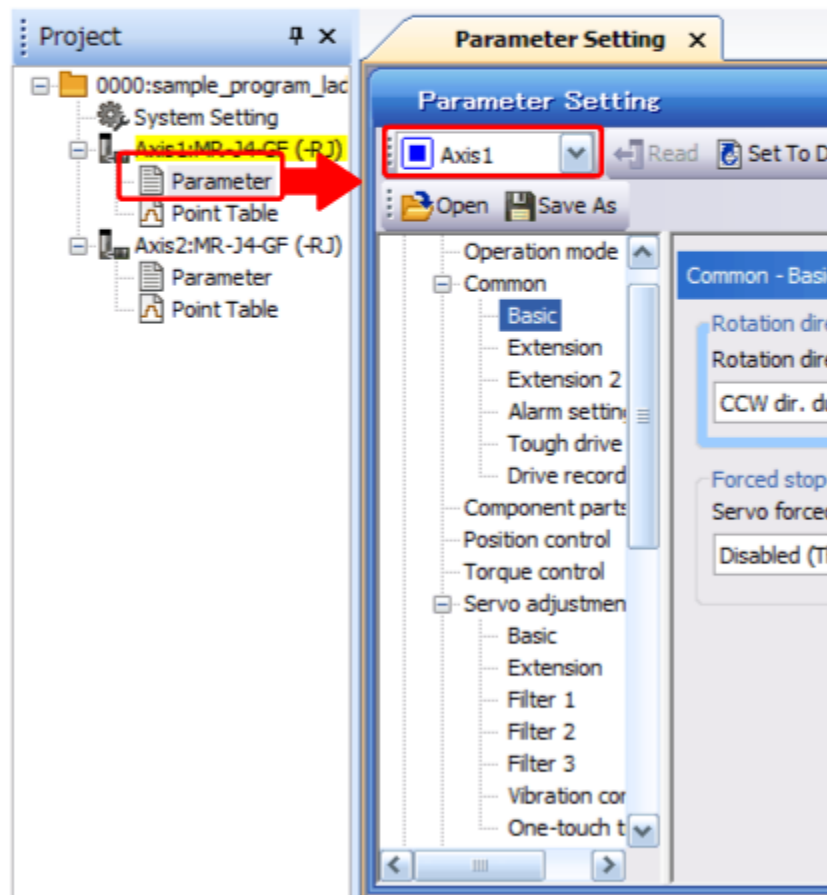 Project
0000:sample_program_lad
System Setting
Axis1:MR-J4-GF (-RJ)
Parameter
Point Table
Axis2:MR-J4-GF (-RJ)
Parameter
Point Table
Parameter Setting
Parameter Setting
Axis1
Read
Set To D
Open
Save As
Operation mode
Common
Basic
Extension
Extension 2
Alarm setting
Tough drive
Drive record
Component parts
Position control
Torque control
Servo adjustmen
Basic
Extension
Filter 1
Filter 2
Filter 3
Vibration con
One-touch t
Common - Basi
Rotation dire
Rotation dire
CCW dir. d
Forced stop
Servo forced
Disabled (Th